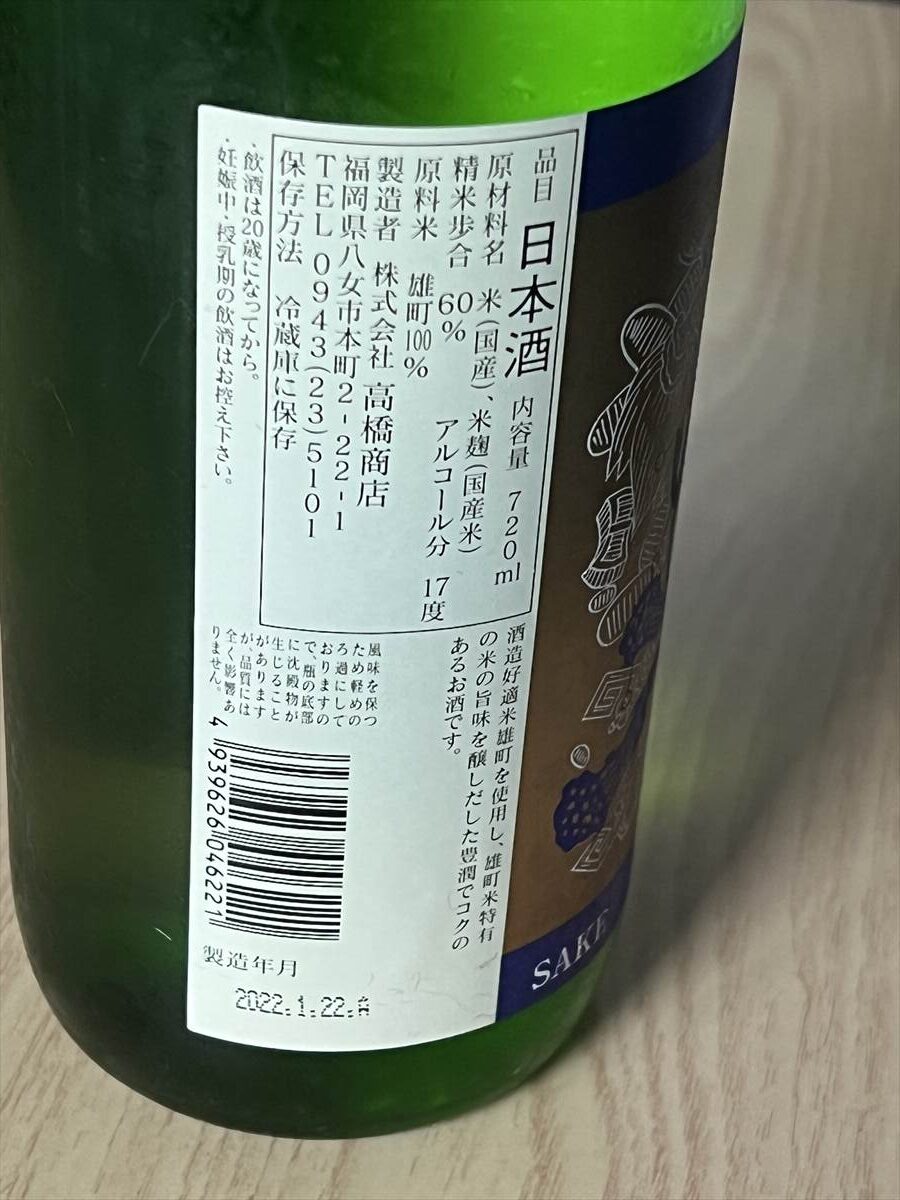 品目 日本酒 内容量 720ml
原材料名 米(国産)、米麹(国産米)
精米歩合 60% アルコール分 17度
原料米 雄町100%
製造者 株式会社 高橋商店
福岡県八女市本町2-22-1
TEL 0943(23)5101
保存方法 冷蔵庫に保存
・飲酒は20歳になってから。
・妊娠中・授乳期の飲酒はお控え下さい。
酒造好適米雄町を使用し、雄町米特有
の米の旨味を醸しだした豊潤でコクの
あるお酒です。
風味を保つ
ため軽めの
ろ過にして
おりますの
で、瓶の底部
に沈殿物が
生じること
があります
が、品質には
全く影響あ
りません。
4939626046221
製造年月
2022.1.22.A
SAKE